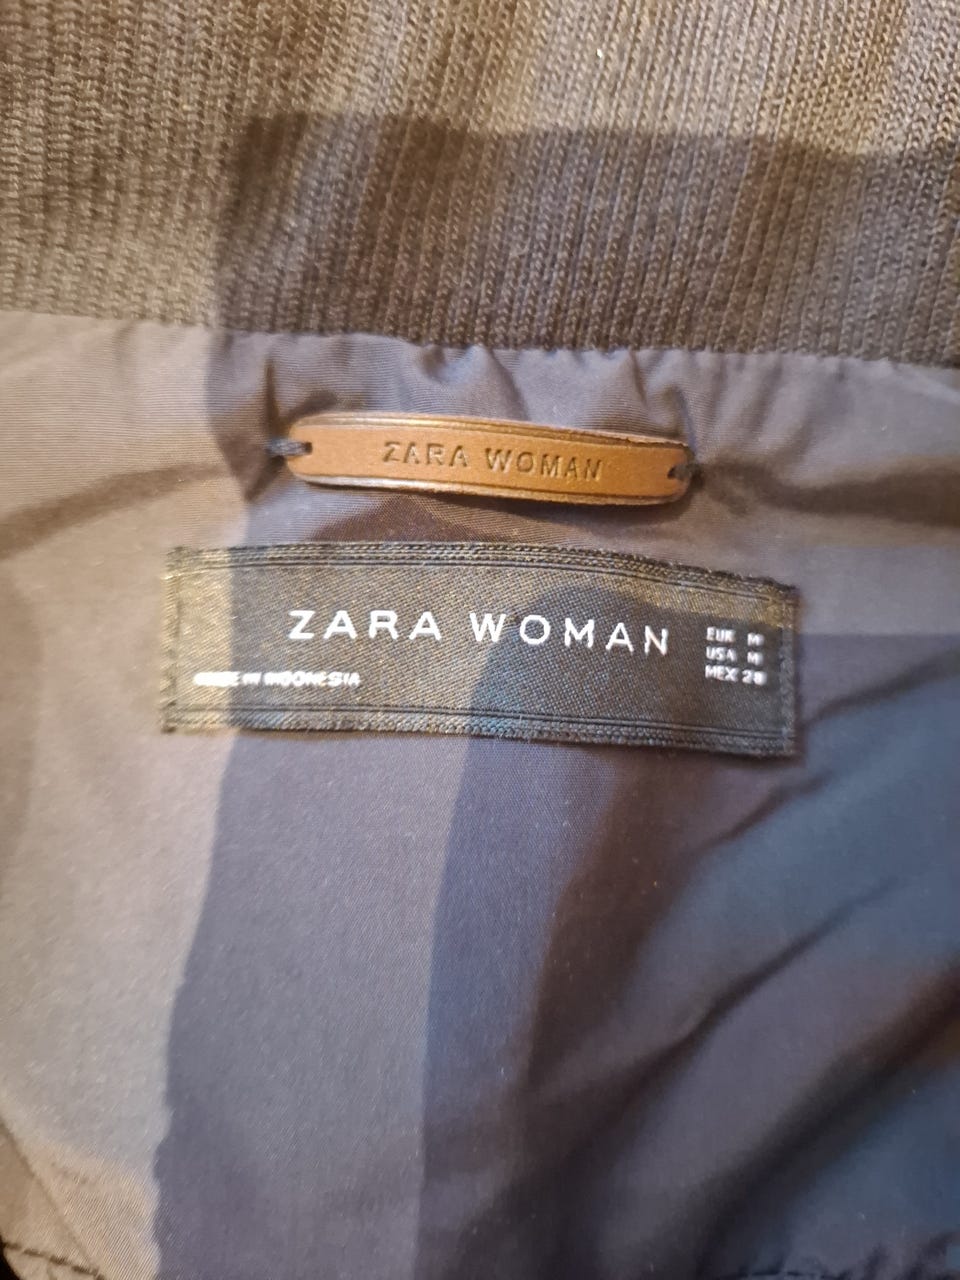 ZARA WOMAN
ZARA WOMAN
EUR M
USA M
MEX 28
MADE IN INDONESIA